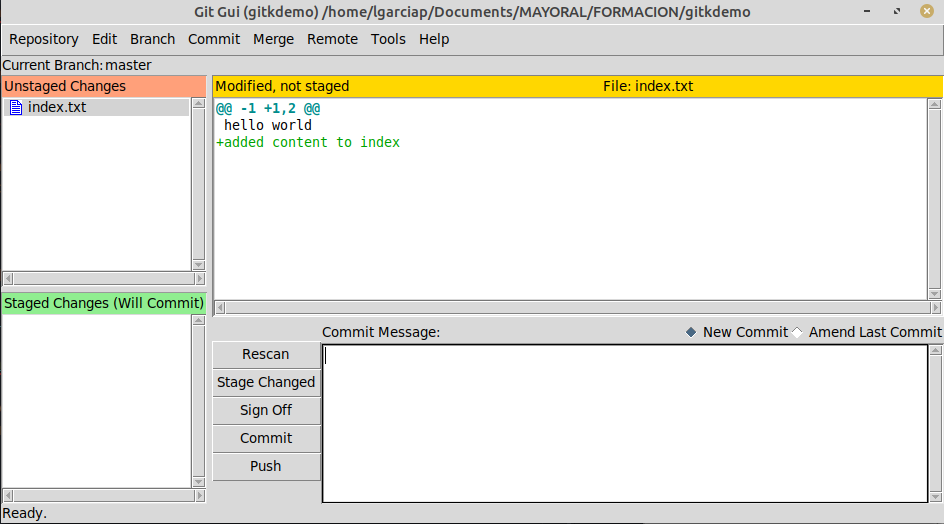 Git Gui (gitkdemo) /home/lgarciap/Documents/MAYORAL/FORMACION/gitkdemo
Repository Edit Branch Commit Merge Remote Tools Help
Current Branch: master
Unstaged Changes
index.txt
Modified, not staged File: index.txt
@@ -1 +1,2 @@
hello world
+added content to index
Staged Changes (Will Commit)
Commit Message: New Commit Amend Last Commit
Rescan
Stage Changed
Sign Off
Commit
Push
Ready.